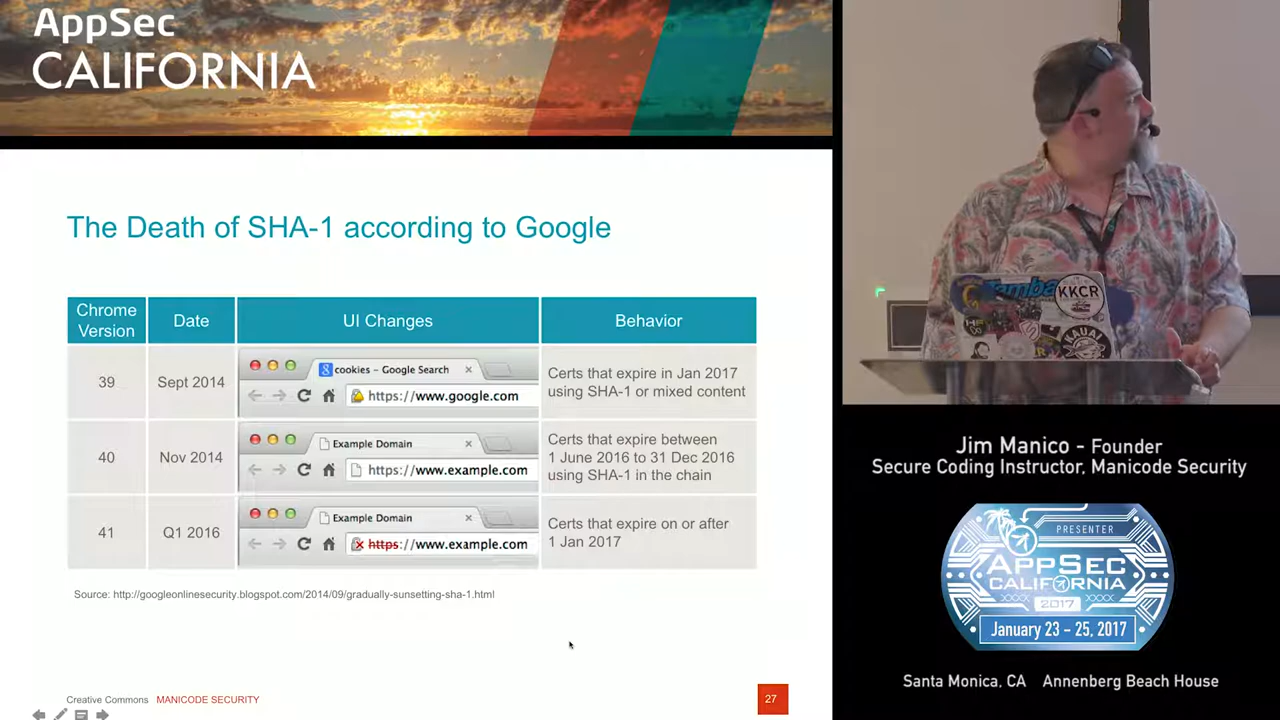 AppSec
CALIFORNIA
The Death of SHA-1 according to Google
Chrome Version
Date
UI Changes
Behavior
39
Sept 2014
cookies – Google Search
https://www.google.com
Certs that expire in Jan 2017
using SHA-1 or mixed content
40
Nov 2014
Example Domain
https://www.example.com
Certs that expire between
1 June 2016 to 31 Dec 2016
using SHA-1 in the chain
41
Q1 2016
Example Domain
https://www.example.com
Certs that expire on or after
1 Jan 2017
Source: http://googleonlinesecurity.blogspot.com/2014/09/gradually-sunsetting-sha-1.html
Creative Commons MANICODE SECURITY
27
KKCR
KAUAI
Jim Manico - Founder
Secure Coding Instructor, Manicode Security
PRESENTER
APPSEC
CALIFORNIA
2017
January 23 – 25, 2017
Santa Monica, CA Annenberg Beach House